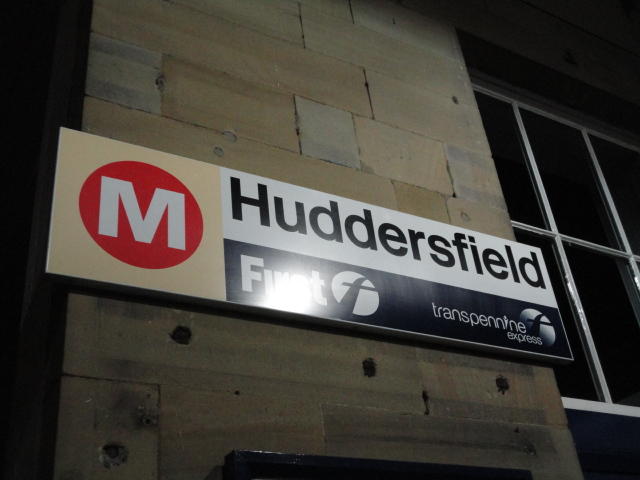 M
Huddersfield
First
transpennine
express